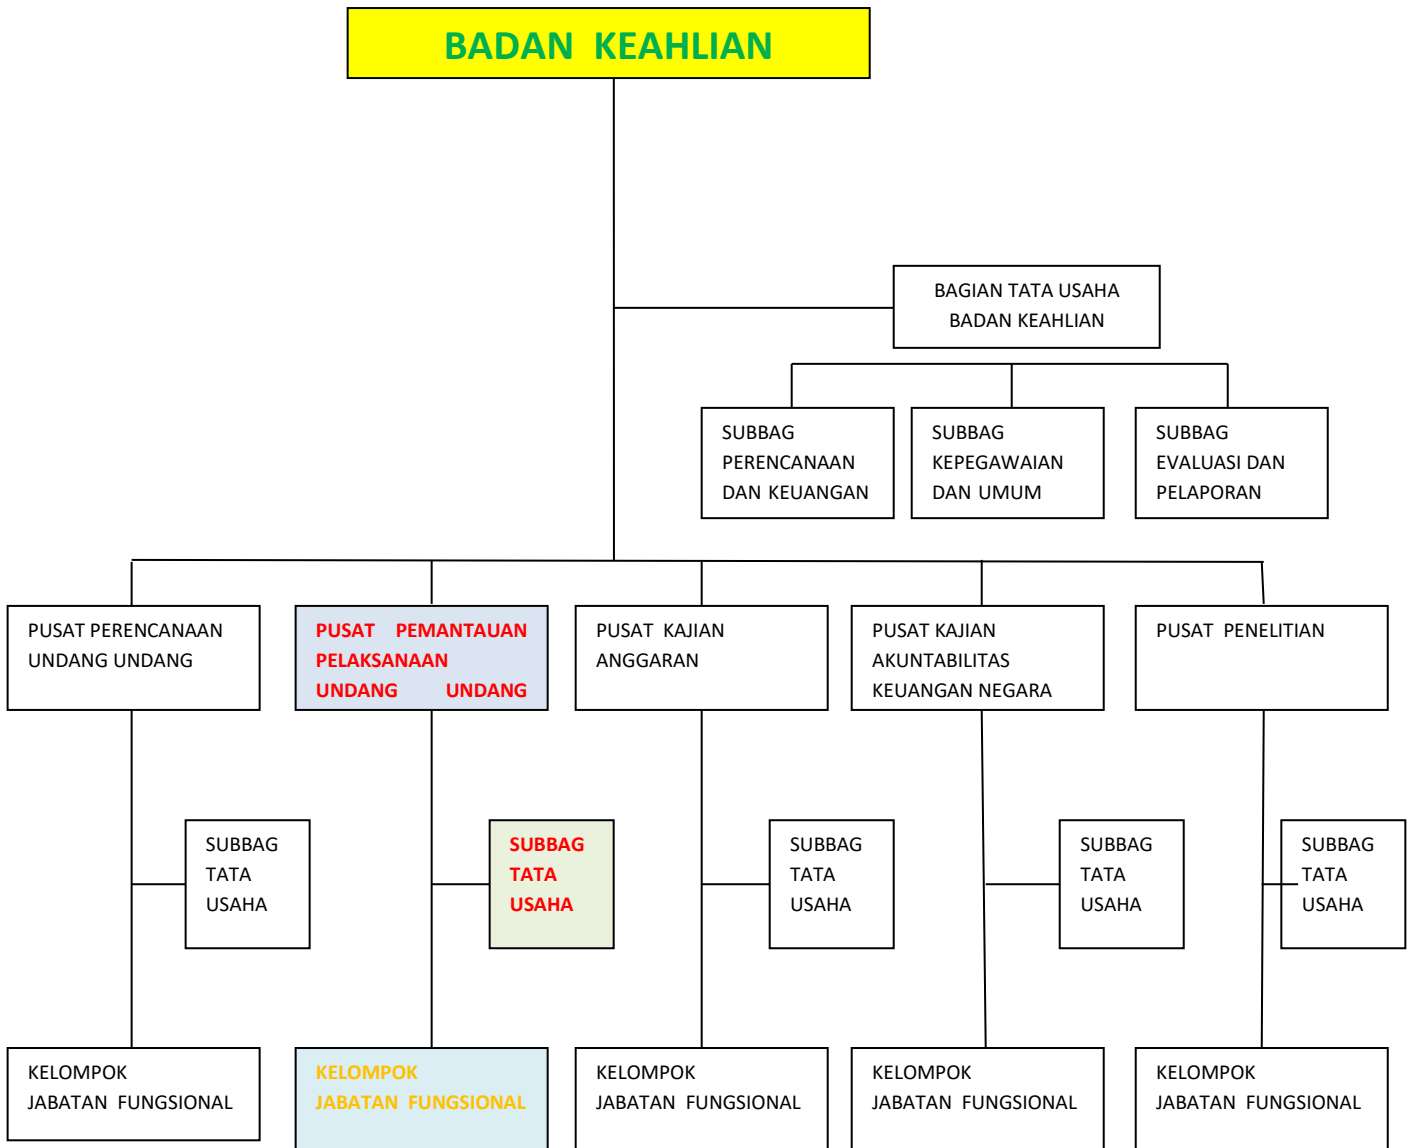 BADAN KEAHLIAN
BAGIAN TATA USAHA
BADAN KEAHLIAN
SUBBAG
PERENCANAAN
DAN KEUANGAN
SUBBAG
KEPEGAWAIAN
DAN UMUM
SUBBAG
EVALUASI DAN
PELAPORAN
PUSAT PERENCANAAN
UNDANG UNDANG
PUSAT PEMANTAUAN
PELAKSANAAN
UNDANG UNDANG
PUSAT KAJIAN
ANGGARAN
PUSAT KAJIAN
AKUNTABILITAS
KEUANGAN NEGARA
PUSAT PENELITIAN
SUBBAG
TATA
USAHA
SUBBAG
TATA
USAHA
SUBBAG
TATA
USAHA
SUBBAG
TATA
USAHA
SUBBAG
TATA
USAHA
KELOMPOK
JABATAN FUNGSIONAL
KELOMPOK
JABATAN FUNGSIONAL
KELOMPOK
JABATAN FUNGSIONAL
KELOMPOK
JABATAN FUNGSIONAL
KELOMPOK
JABATAN FUNGSIONAL